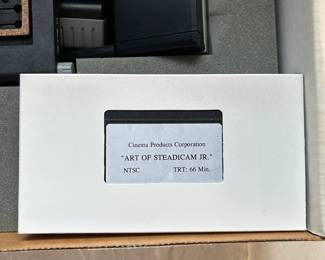 Cinema Products Corporation
"ART OF STEADICAM JR."
NTSC TRT: 66 Min.